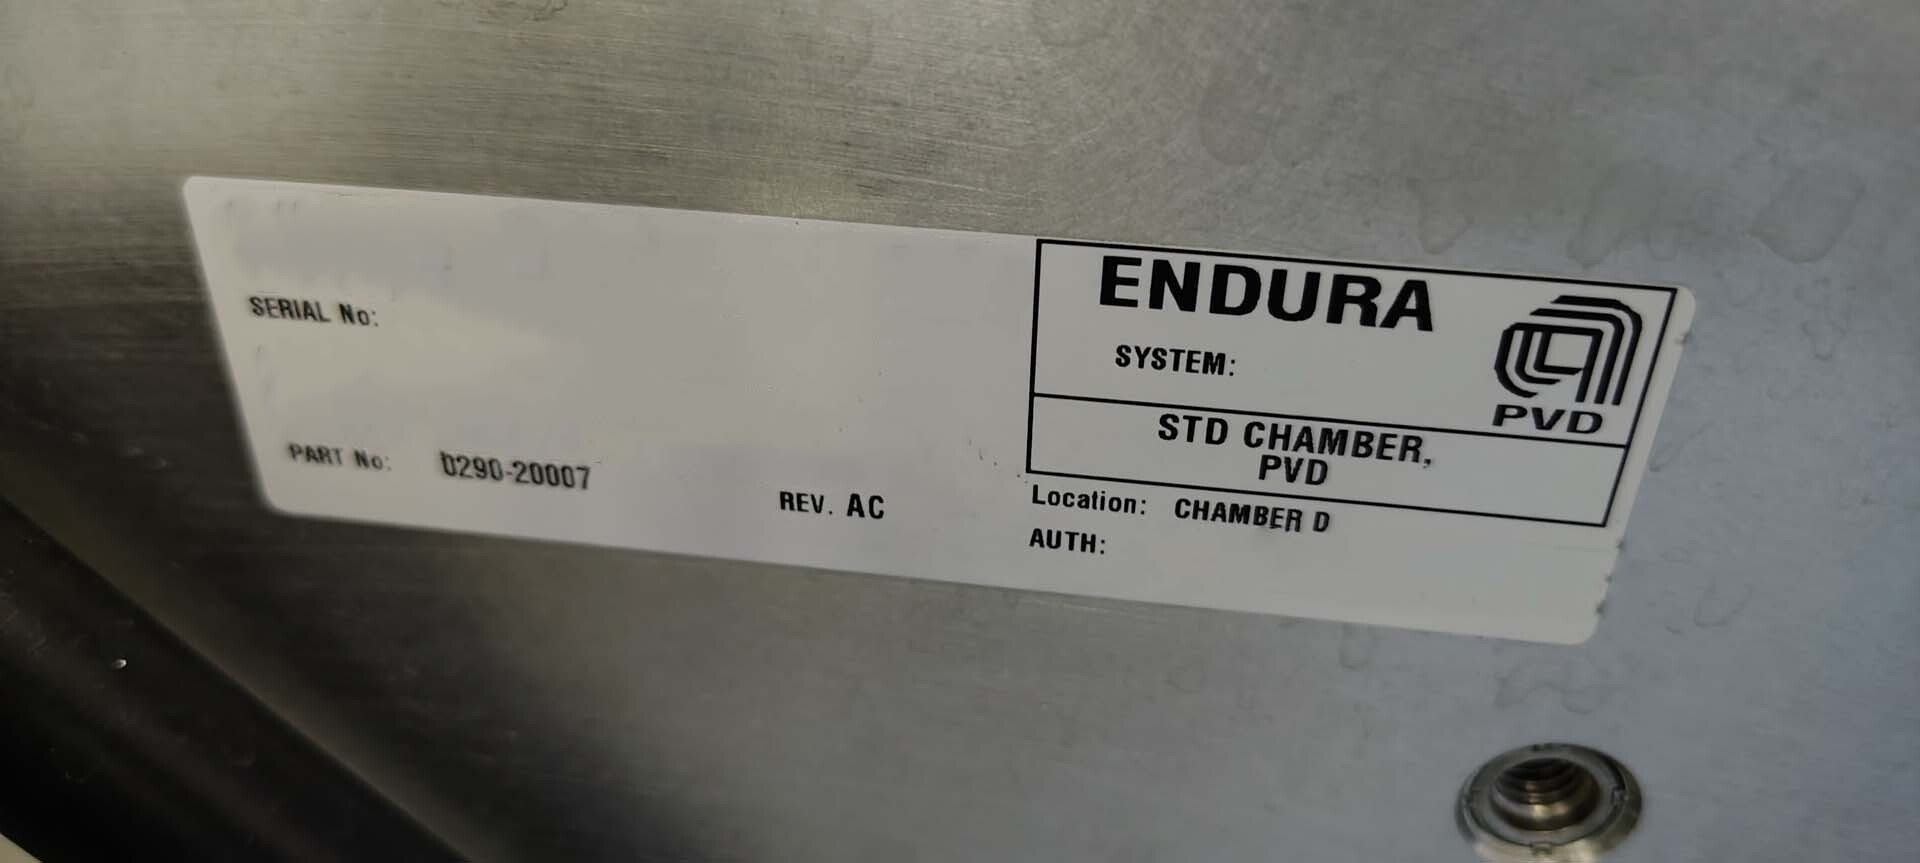 SERIAL No:
PART No: 0290-20007
REV. AC
ENDURA
SYSTEM:
PVD
STD CHAMBER,
PVD
Location: CHAMBER D
AUTH: